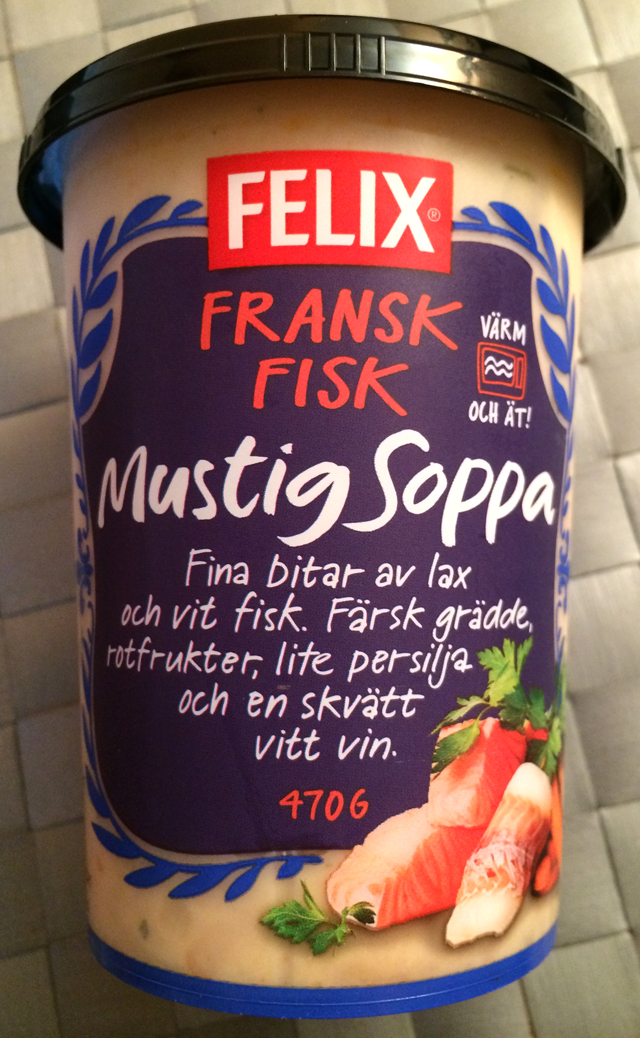 FELIX®
FRANSK
FISK
VÄRM
OCH ÄT!
Mustig Soppa
Fina bitar av lax
och vit fisk. Färsk grädde,
rotfrukter, lite persilja
och en skvätt
vitt vin.
470G